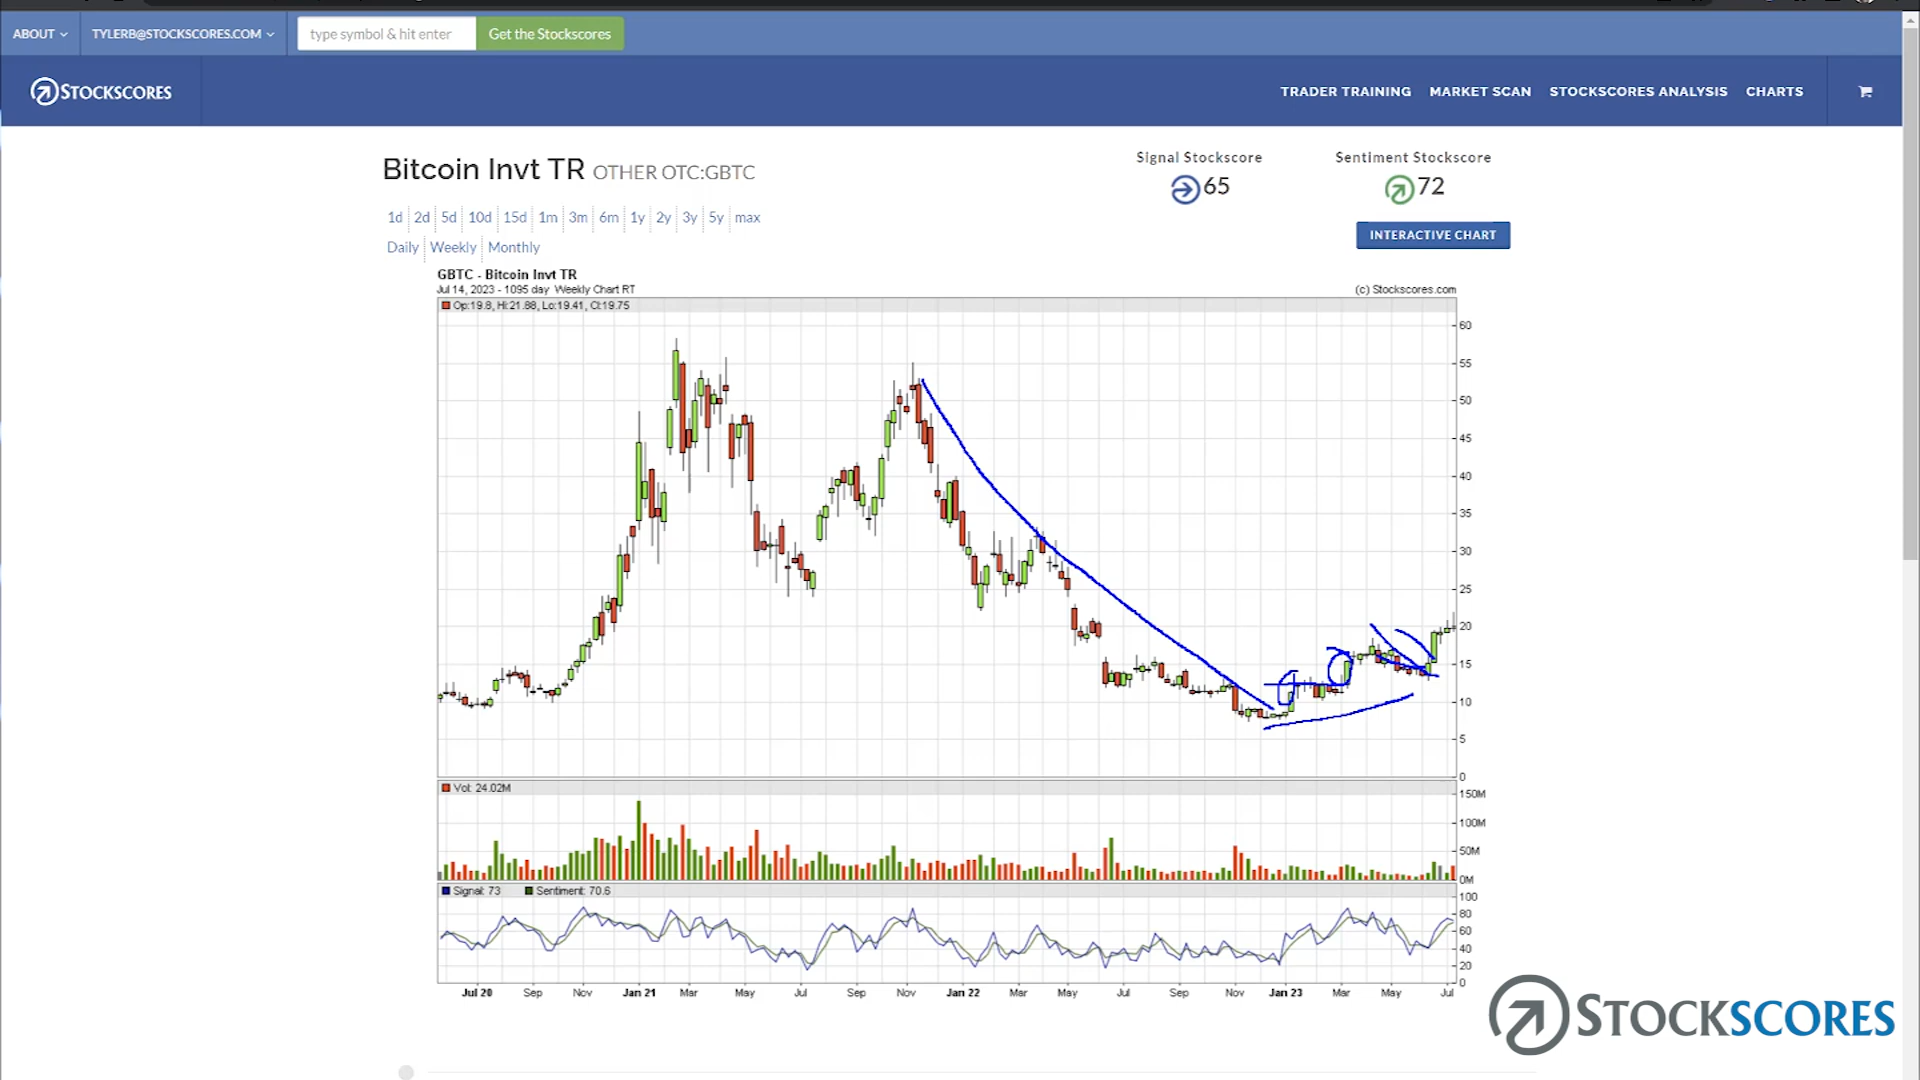 ABOUT TYLERB@STOCKSCORES.COM type symbol & hit enter Get the Stockscores
STOCKSCORES TRADER TRAINING MARKET SCAN STOCKSCORES ANALYSIS CHARTS
Bitcoin Invt TR OTHER OTC:GBTC
Signal Stockscore Sentiment Stockscore
65 72
1d 2d 5d 10d 15d 1m 3m 6m 1y 2y 3y 5y max
Daily Weekly Monthly
INTERACTIVE CHART
GBTC - Bitcoin Invt TR
Jul 14, 2023 - 1095 day Weekly Chart RT (c) Stockscores.com
Op:19.8, Hi:21.88, Lo:19.41, Cl:19.75
60
55
50
45
40
35
30
25
20
15
10
5
0
Vol: 24.02M
150M
100M
50M
0M
Signal: 73 Sentiment: 70.6
100
80
60
40
20
0
Jul 20 Sep Nov Jan 21 Mar May Jul Sep Nov Jan 22 Mar May Jul Sep Nov Jan 23 Mar May Jul
STOCKSCORES